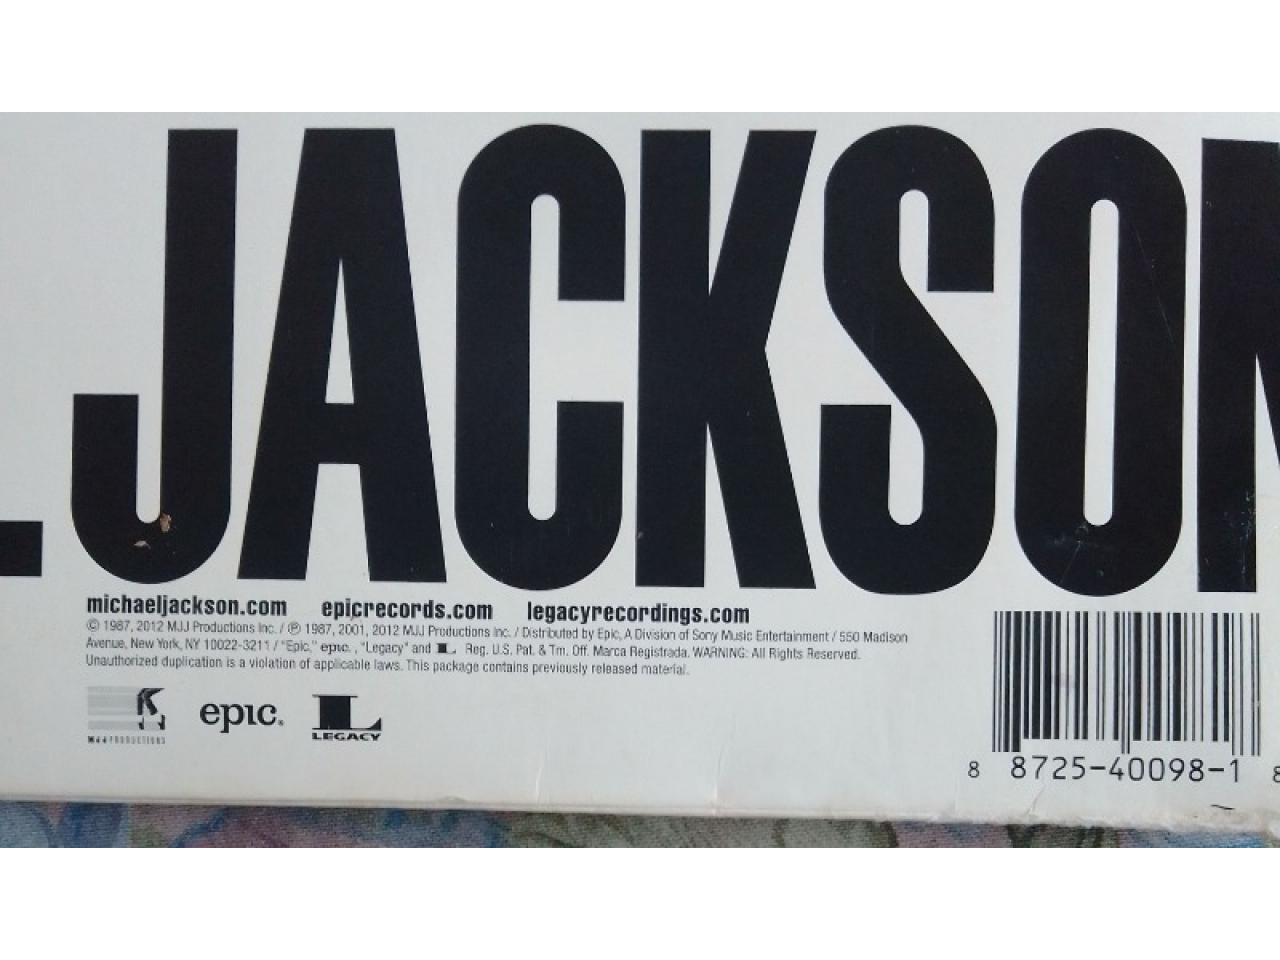 L JACKSON
michaeljackson.com epicrecords.com legacyrecordings.com
© 1987, 2012 MJJ Productions Inc. / ℗ 1987, 2001, 2012 MJJ Productions Inc. / Distributed by Epic, A Division of Sony Music Entertainment / 550 Madison
Avenue, New York, NY 10022-3211 / "Epic," epic. , "Legacy" and L Reg. U.S. Pat. & Tm. Off. Marca Registrada. WARNING: All Rights Reserved.
Unauthorized duplication is a violation of applicable laws. This package contains previously released material.
MJJ PRODUCTIONS epic. L LEGACY
8 8725-40098-1 8